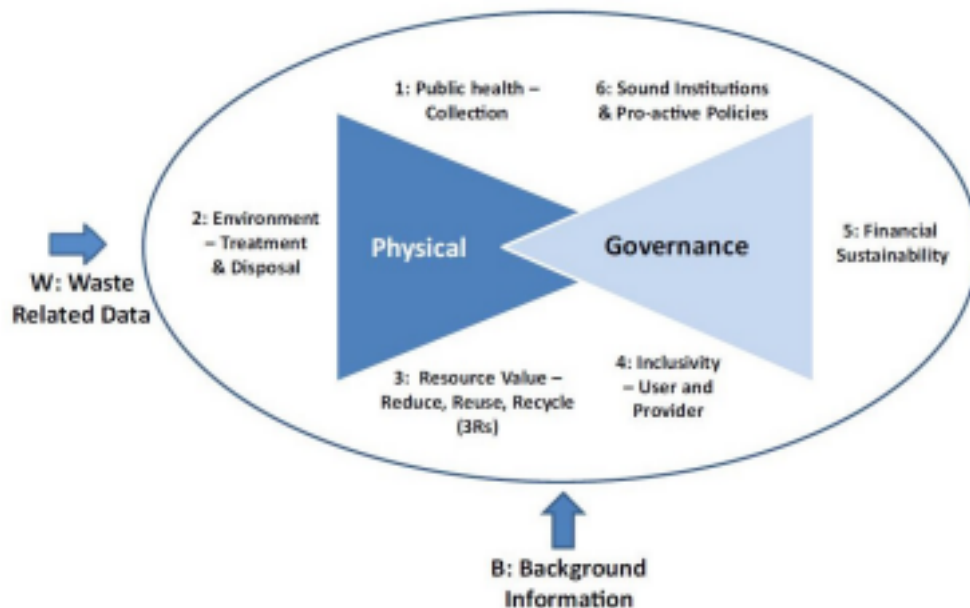 1: Public health –
Collection
6: Sound Institutions
& Pro-active Policies
2: Environment
– Treatment
& Disposal
Physical
Governance
5: Financial
Sustainability
W: Waste
Related Data
3: Resource Value –
Reduce, Reuse, Recycle
(3Rs)
4: Inclusivity
– User and
Provider
B: Background
Information